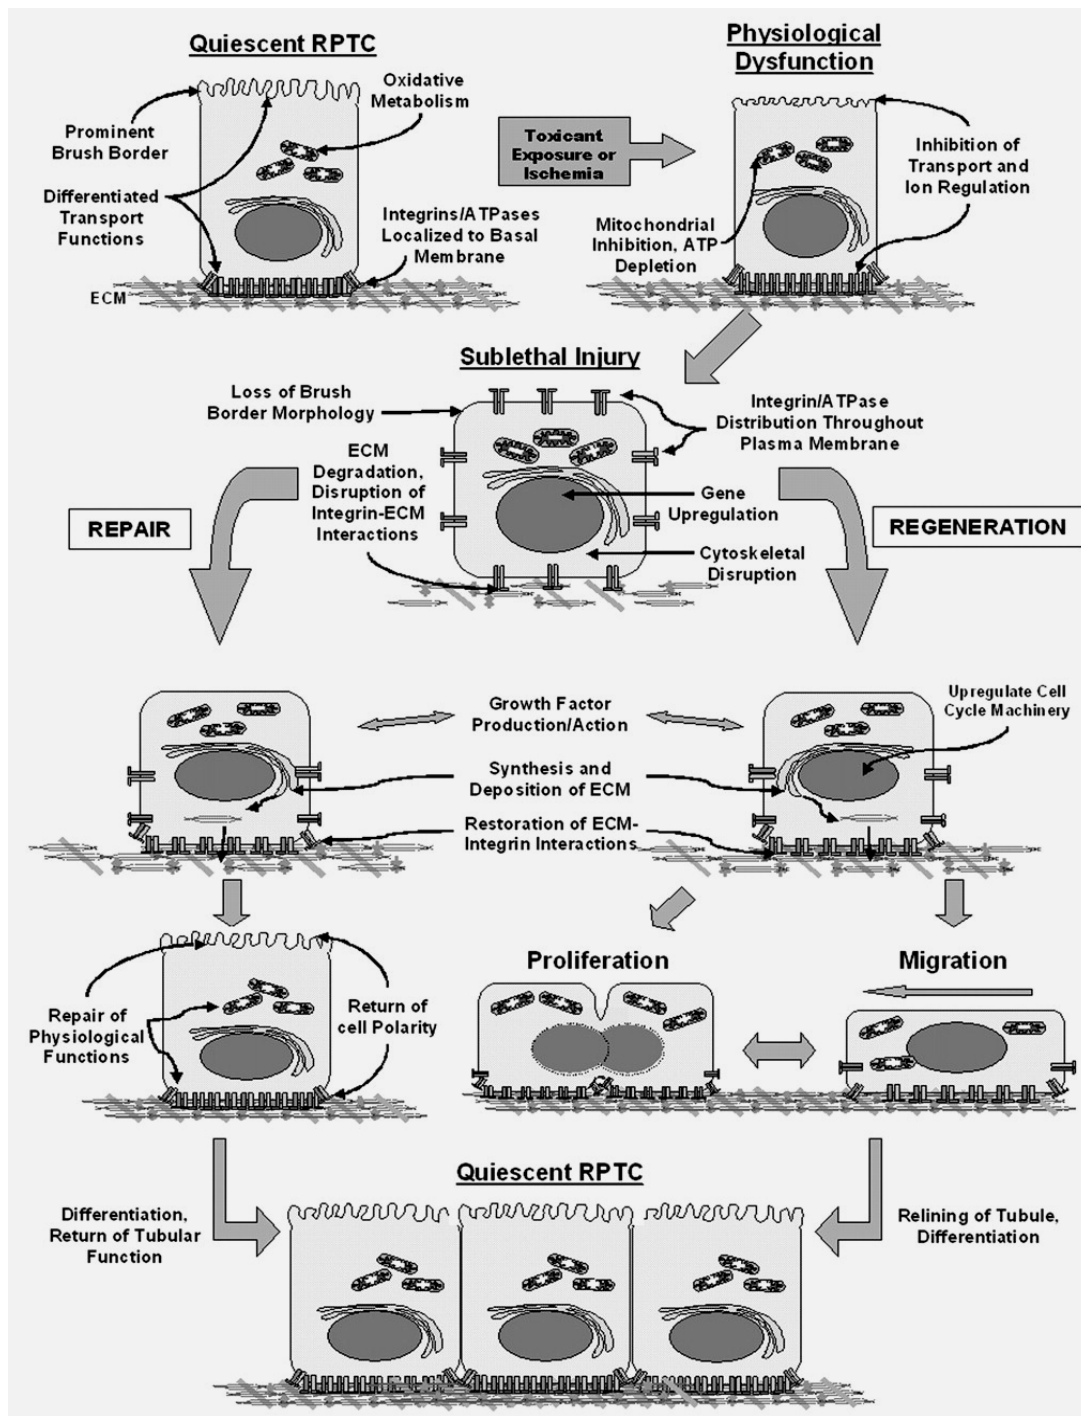 Quiescent RPTC
Physiological
Dysfunction
Oxidative
Metabolism
Prominent
Brush Border
Differentiated
Transport
Functions
Integrins/ATPases
Localized to Basal
Membrane
ECM
Toxicant
Exposure or
Ischemia
Inhibition of
Transport and
Ion Regulation
Mitochondrial
Inhibition, ATP
Depletion
Sublethal Injury
Loss of Brush
Border Morphology
Integrin/ATPase
Distribution Throughout
Plasma Membrane
ECM
Degradation,
Disruption of
Integrin-ECM
Interactions
Gene
Upregulation
Cytoskeletal
Disruption
REPAIR
REGENERATION
Growth Factor
Production/Action
Upregulate Cell
Cycle Machinery
Synthesis and
Deposition of ECM
Restoration of ECM-
Integrin Interactions
Repair of
Physiological
Functions
Return of
cell Polarity
Proliferation
Migration
Quiescent RPTC
Differentiation,
Return of Tubular
Function
Relining of Tubule,
Differentiation